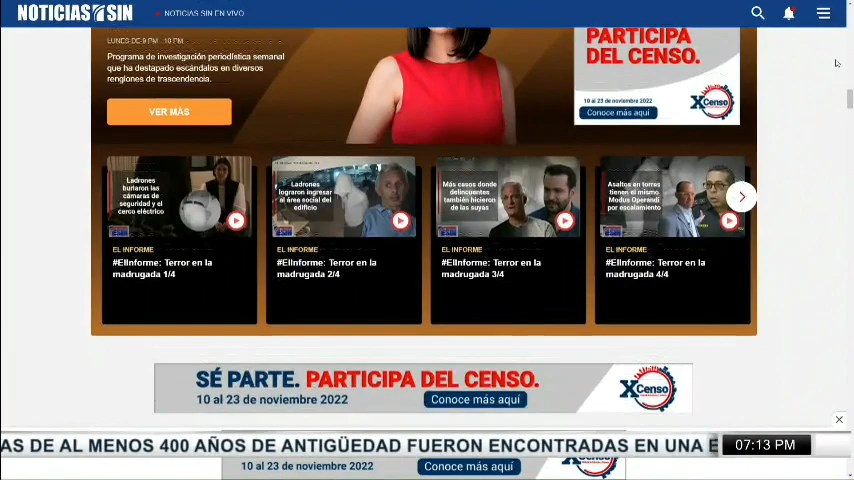 NOTICIAS SIN
NOTICIAS SIN EN VIVO
LUNES DE 9 PM - 10 PM
Programa de investigación periodística semanal
que ha destapado escándalos en diversos
renglones de trascendencia.
VER MÁS
PARTICIPA
DEL CENSO.
10 al 23 de noviembre 2022
Conoce más aquí
XCenso
Ladrones
burlaron las
cámaras de
seguridad y el
cerco eléctrico
EL INFORME
#ElInforme: Terror en la
madrugada 1/4
Ladrones
lograron ingresar
al área social del
edificio
EL INFORME
#ElInforme: Terror en la
madrugada 2/4
Más casos donde
delincuentes
también hicieron
de las suyas
EL INFORME
#ElInforme: Terror en la
madrugada 3/4
Asaltos en torres
tienen el mismo
Modus Operandi
por escalamiento
EL INFORME
#ElInforme: Terror en la
madrugada 4/4
SÉ PARTE. PARTICIPA DEL CENSO.
10 al 23 de noviembre 2022
Conoce más aquí
XCenso
AS DE AL MENOS 400 AÑOS DE ANTIGÜEDAD FUERON ENCONTRADAS EN UNA
07:13 PM
10 al 23 de noviembre 2022
Conoce más aquí